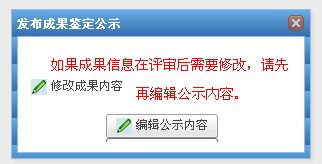 发布成果鉴定公示
如果成果信息在评审后需要修改，请先
修改成果内容
再编辑公示内容。
编辑公示内容